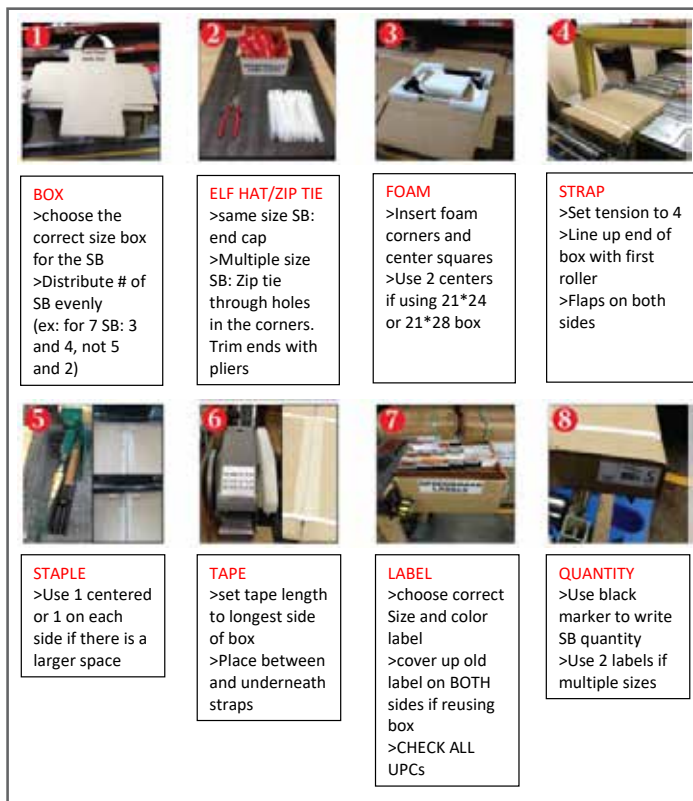 1
2
3
4
BOX
>choose the
correct size box
for the SB
>Distribute # of
SB evenly
(ex: for 7 SB: 3
and 4, not 5
and 2)
ELF HAT/ZIP TIE
>same size SB:
end cap
>Multiple size
SB: Zip tie
through holes
in the corners.
Trim ends with
pliers
FOAM
>Insert foam
corners and
center squares
>Use 2 centers
if using 21*24
or 21*28 box
STRAP
>Set tension to 4
>Line up end of
box with first
roller
>Flaps on both
sides
5
6
7
8
LABELS
STAPLE
>Use 1 centered
or 1 on each
side if there is a
larger space
TAPE
>set tape length
to longest side
of box
>Place between
and underneath
straps
LABEL
>choose correct
Size and color
label
>cover up old
label on BOTH
sides if reusing
box
>CHECK ALL
UPCs
QUANTITY
>Use black
marker to write
SB quantity
>Use 2 labels if
multiple sizes